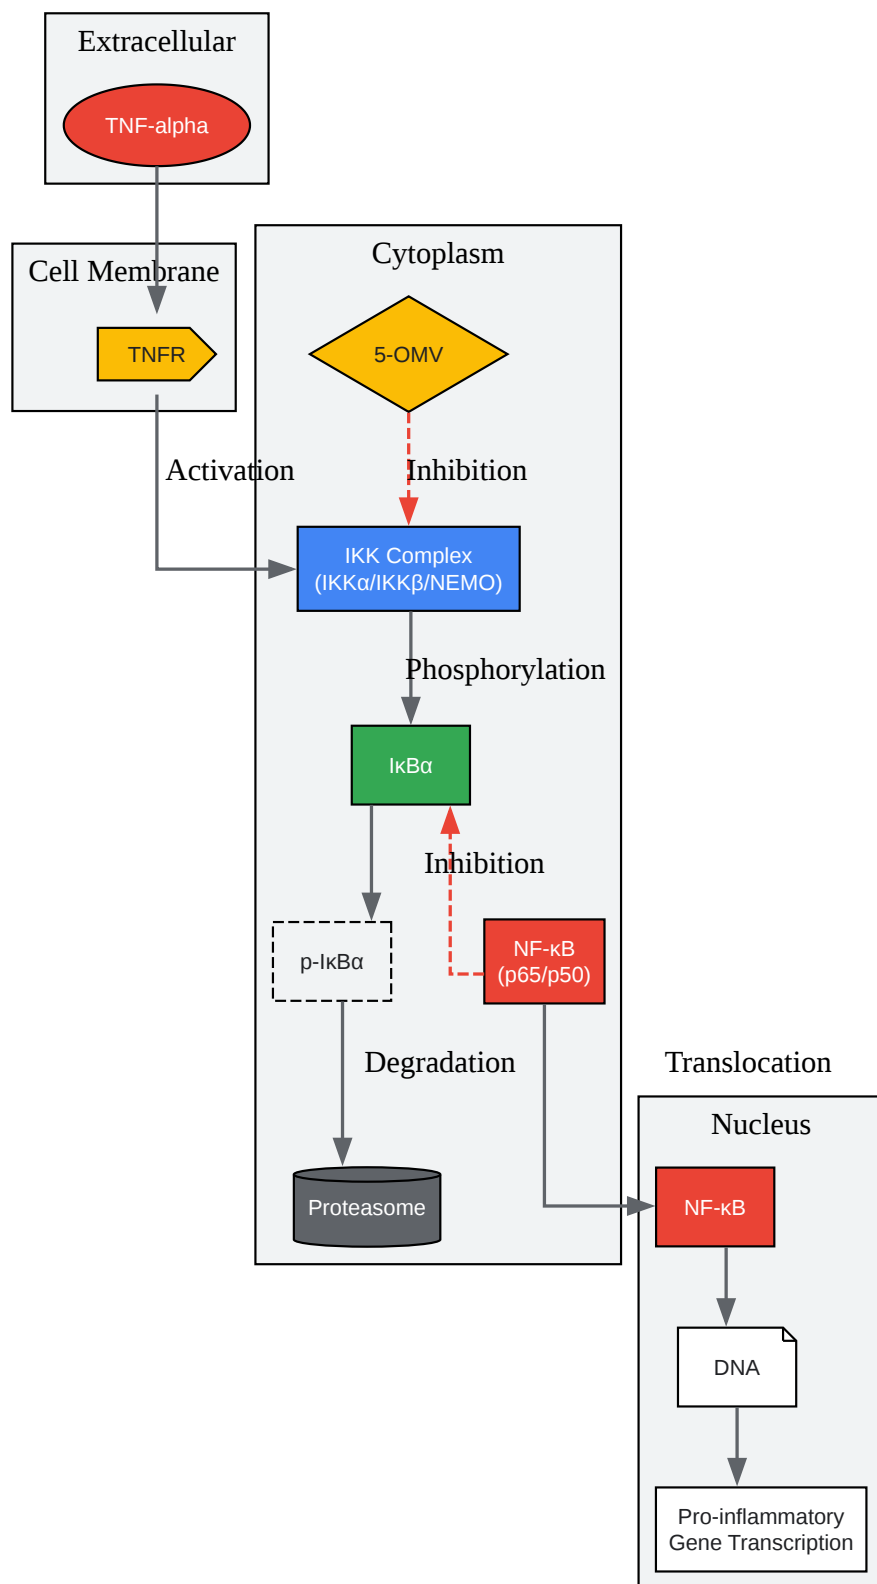 Extracellular
TNF-alpha
Cell Membrane
TNFR
Cytoplasm
5-OMV
Activation
Inhibition
IKK Complex
(IKKα/IKKβ/NEMO)
Phosphorylation
IκBα
Inhibition
p-IκBα
NF-κB
(p65/p50)
Degradation
Translocation
Proteasome
Nucleus
NF-κB
DNA
Pro-inflammatory
Gene Transcription